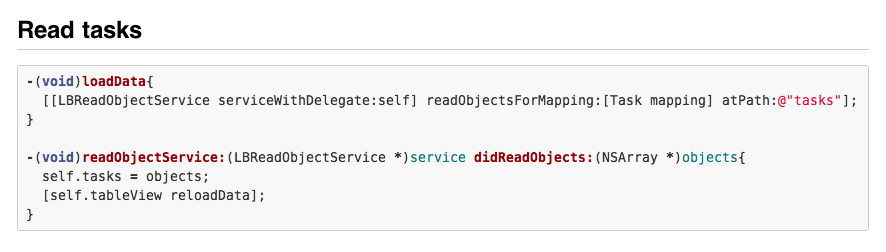 Read tasks
-(void)loadData{
  [[LBReadObjectService serviceWithDelegate:self] readObjectsForMapping:[Task mapping] atPath:@"tasks"];
}

-(void)readObjectService:(LBReadObjectService *)service didReadObjects:(NSArray *)objects{
  self.tasks = objects;
  [self.tableView reloadData];
}